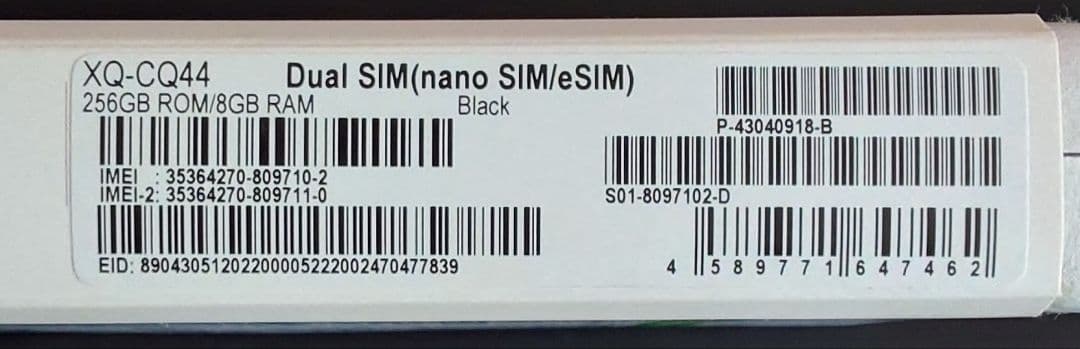 XQ-CQ44 Dual SIM(nano SIM/eSIM)
256GB ROM/8GB RAM Black
P-43040918-B
IMEI : 35364270-809710-2
IMEI-2: 35364270-809711-0
S01-8097102-D
EID: 89043051202200005222002470477839
4 589771 647462